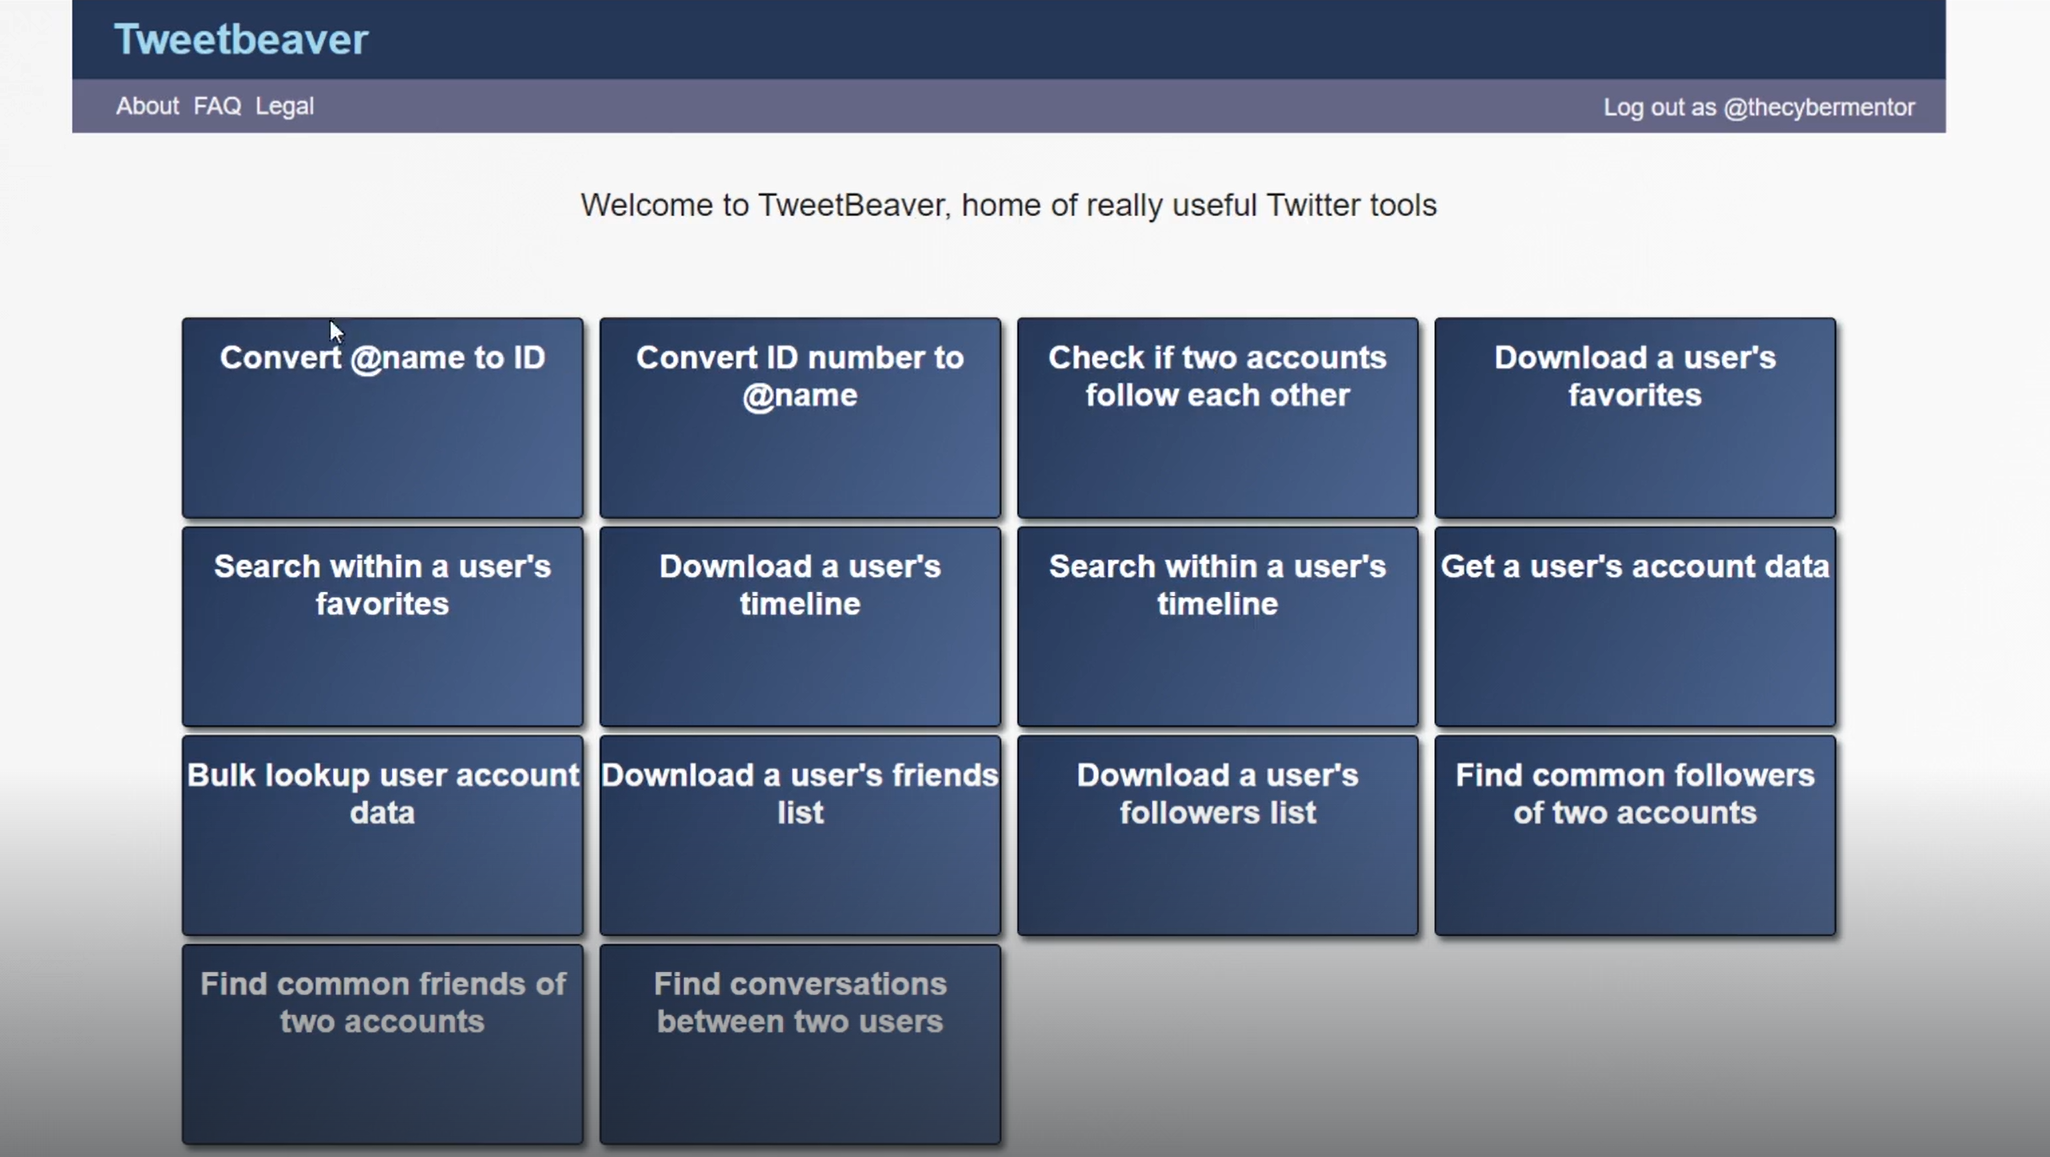 Tweetbeaver
About FAQ Legal
Log out as @thecybermentor
Welcome to TweetBeaver, home of really useful Twitter tools
Convert @name to ID
Convert ID number to
@name
Check if two accounts
follow each other
Download a user's
favorites
Search within a user's
favorites
Download a user's
timeline
Search within a user's
timeline
Get a user's account data
Bulk lookup user account
data
Download a user's friends
list
Download a user's
followers list
Find common followers
of two accounts
Find common friends of
two accounts
Find conversations
between two users